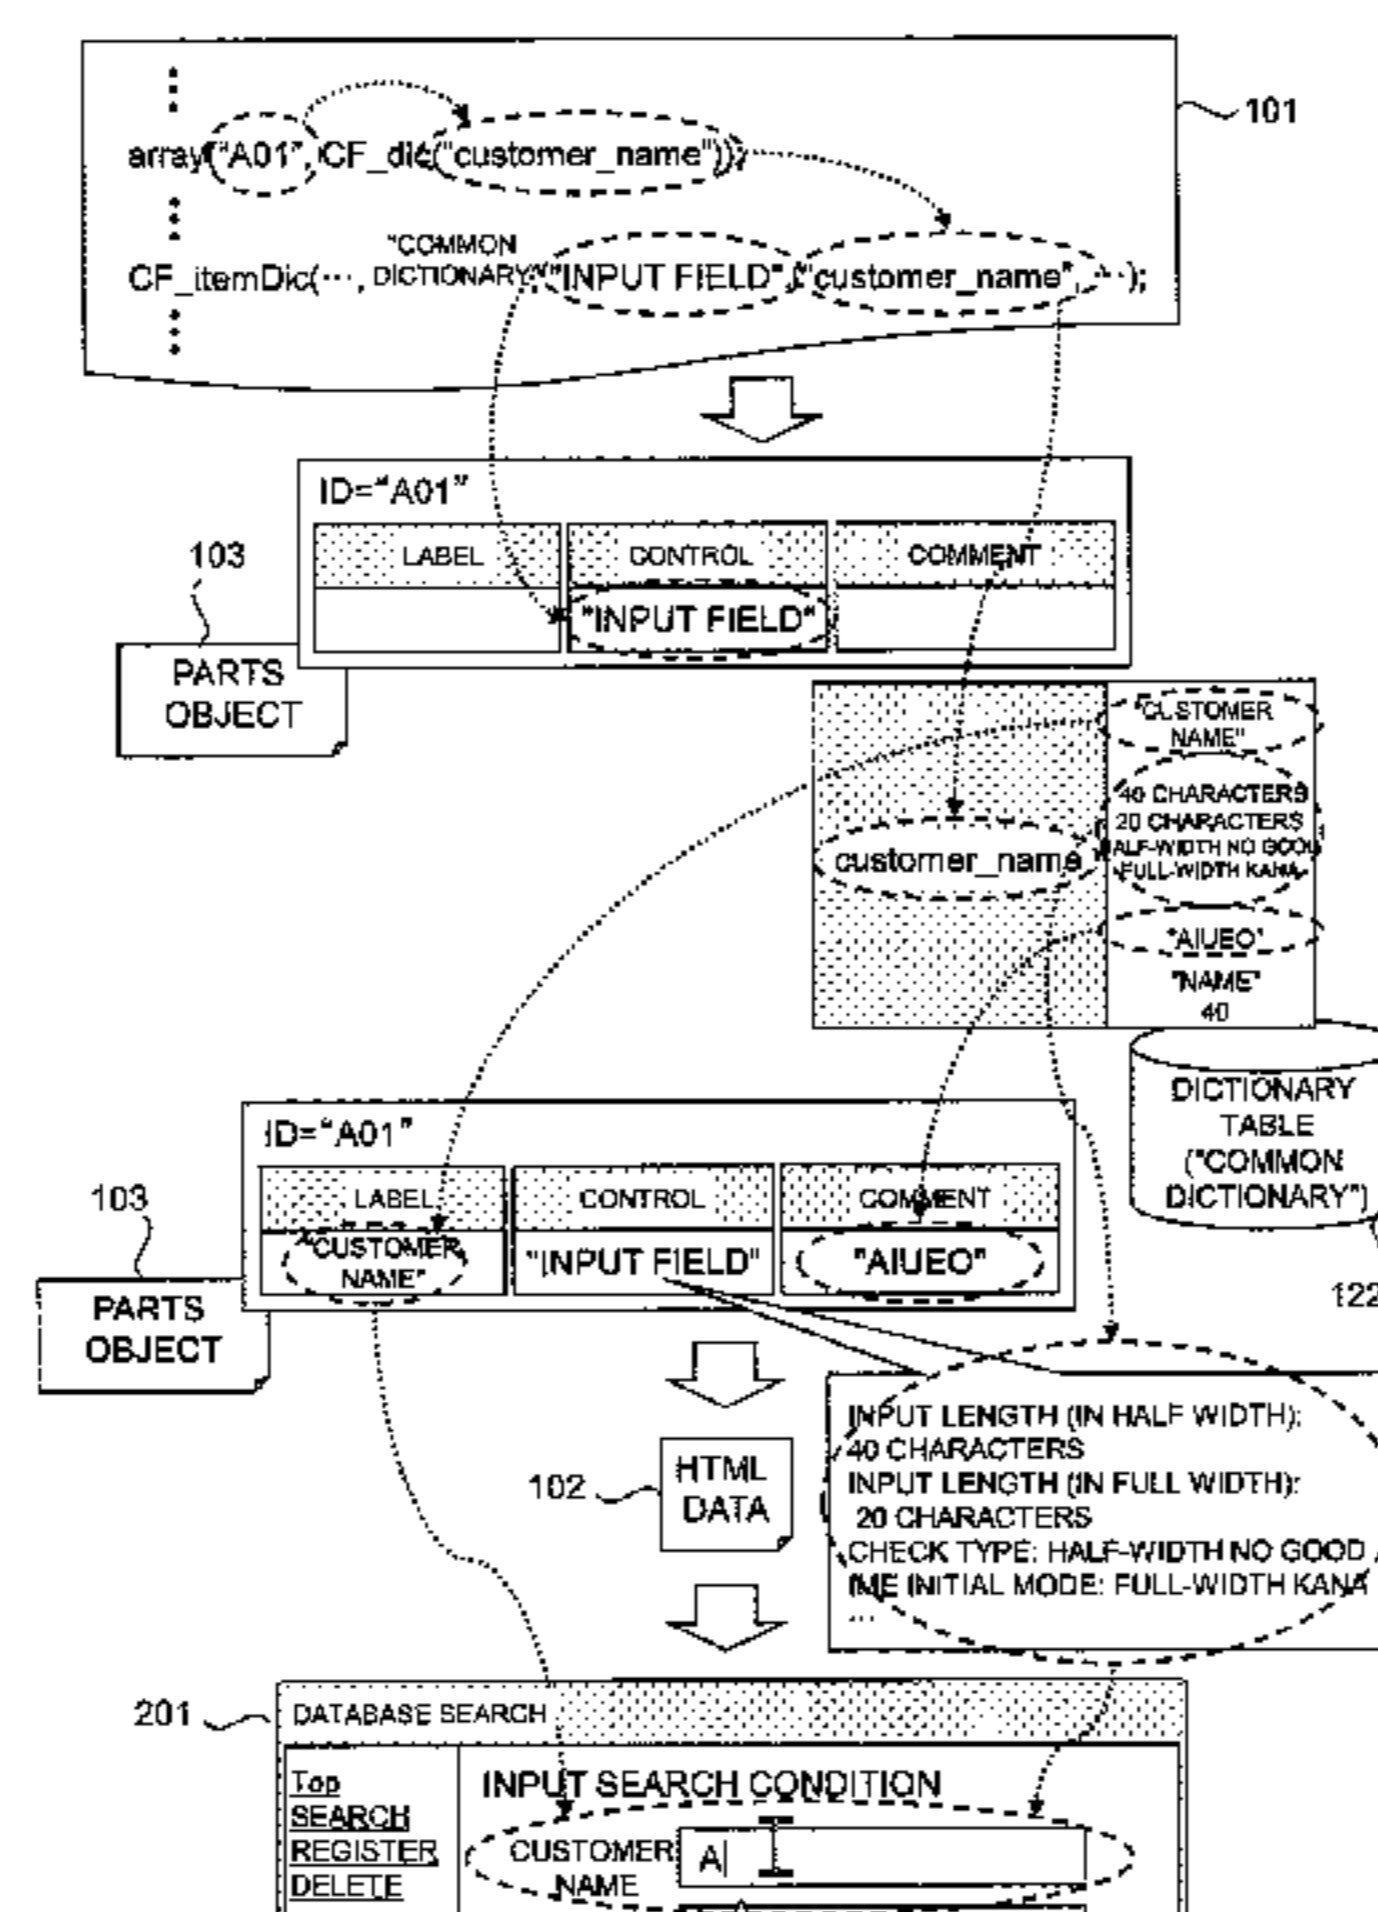 101
array("A01", CF_dic("customer_name"));
"COMMON
CF_itemDic(···, DICTIONARY, "INPUT FIELD", "customer_name", ···);
ID="A01"
LABEL CONTROL COMMENT
"INPUT FIELD"
103
PARTS
OBJECT
"CUSTOMER
NAME"
40 CHARACTERS
20 CHARACTERS
HALF-WIDTH NO GOOD
FULL-WIDTH KANA
customer_name
"AIUEO"
"NAME"
40
DICTIONARY
TABLE
("COMMON
DICTIONARY")
122
ID="A01"
LABEL CONTROL COMMENT
"CUSTOMER
NAME"
"INPUT FIELD" "AIUEO"
103
PARTS
OBJECT
INPUT LENGTH (IN HALF WIDTH):
40 CHARACTERS
INPUT LENGTH (IN FULL WIDTH):
20 CHARACTERS
CHECK TYPE: HALF-WIDTH NO GOOD
IME INITIAL MODE: FULL-WIDTH KANA
...
102
HTML
DATA
201
DATABASE SEARCH
Top
SEARCH
REGISTER
DELETE
INPUT SEARCH CONDITION
CUSTOMER
NAME
A